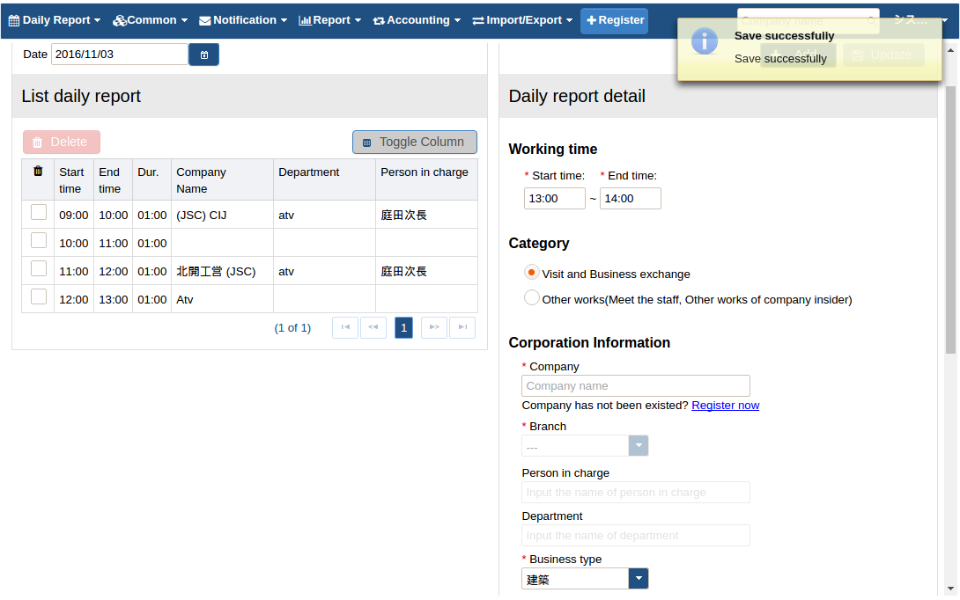 Daily Report Common Notification Report Accounting Import/Export + Register Company name シス...
Save successfully
Save successfully
+ Add Update
Date 2016/11/03
List daily report
Delete Toggle Column
Start time End time Dur. Company Name Department Person in charge
09:00 10:00 01:00 (JSC) CIJ atv 庭田次長
10:00 11:00 01:00
11:00 12:00 01:00 北開工営 (JSC) atv 庭田次長
12:00 13:00 01:00 Atv
(1 of 1) 1
Daily report detail
Working time
* Start time: * End time:
13:00 ~ 14:00
Category
Visit and Business exchange
Other works(Meet the staff, Other works of company insider)
Corporation Information
* Company
Company name
Company has not been existed? Register now
* Branch
---
Person in charge
Input the name of person in charge
Department
Input the name of department
* Business type
建築